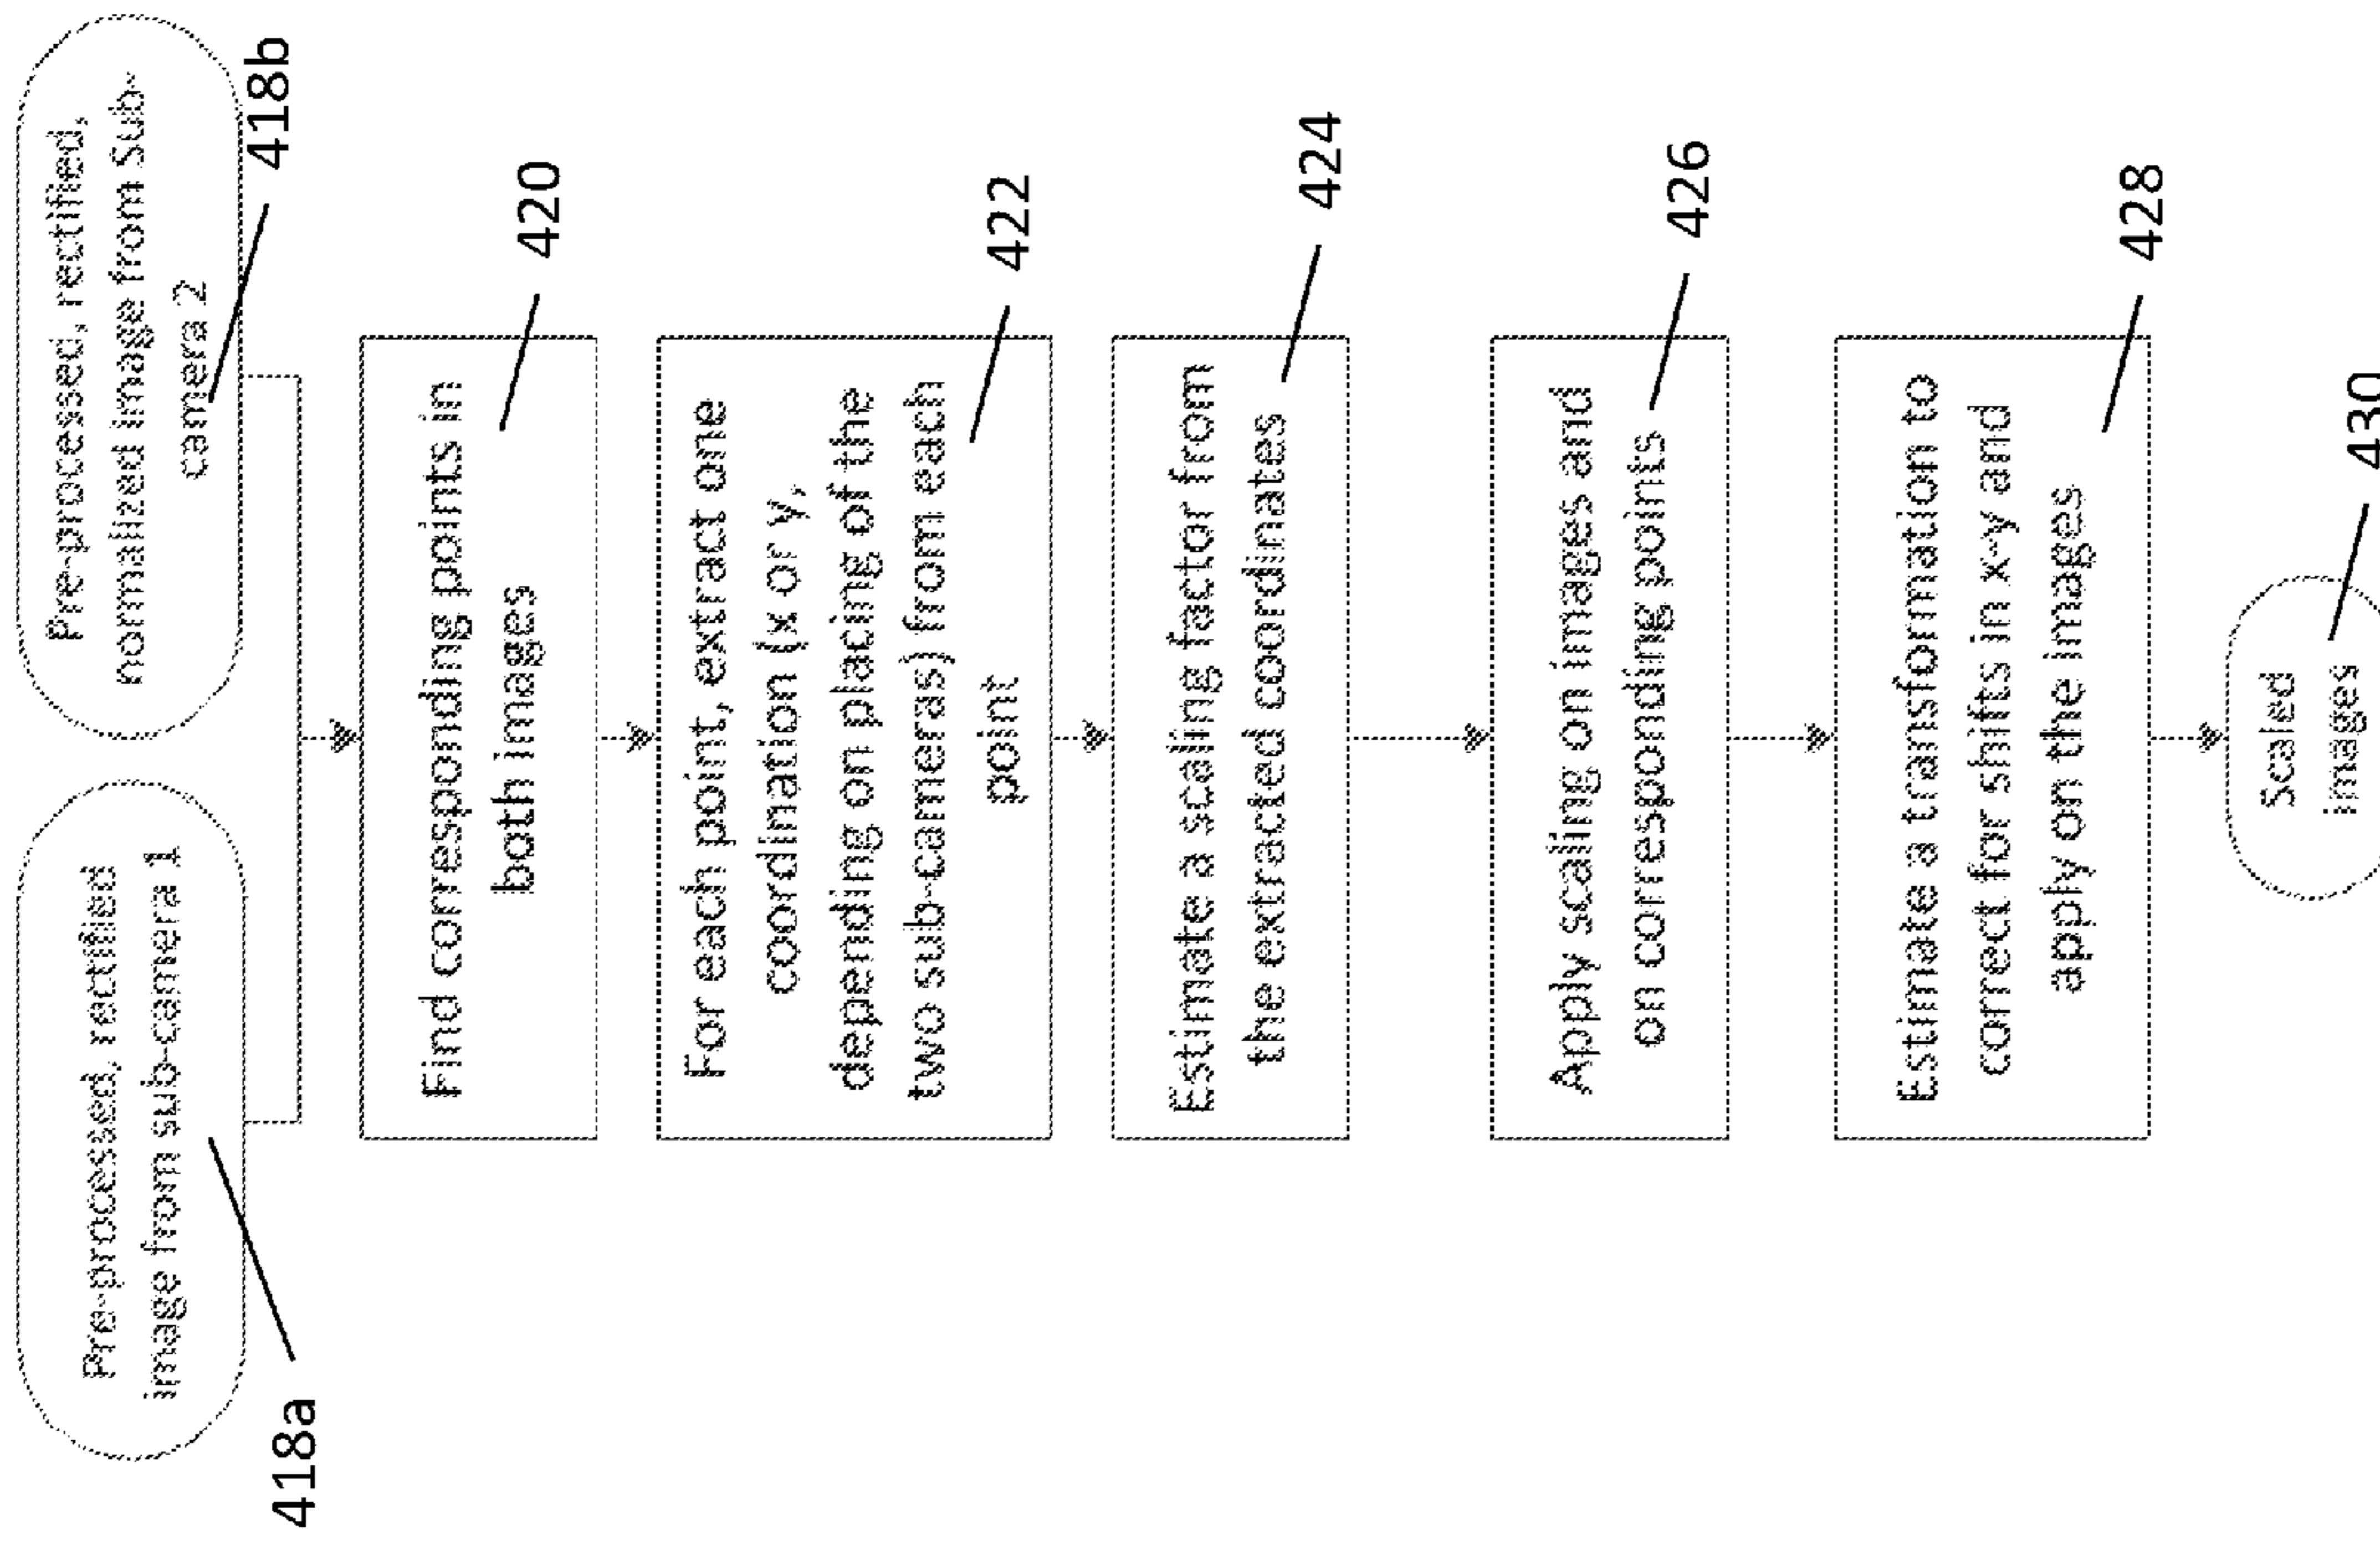 Pre-processed, rectified
image from sub-camera 1
418a
Pre-processed, rectified,
normalized image from Sub-
camera 2
418b
Find corresponding points in
both images
420
For each point, extract one
coordination (x or y,
depending on placing of the
two sub-cameras) from each
point
422
Estimate a scaling factor from
the extracted coordinates
424
Apply scaling on images and
on corresponding points
426
Estimate a transformation to
correct for shifts in x-y and
apply on the images
428
Scaled
images
430